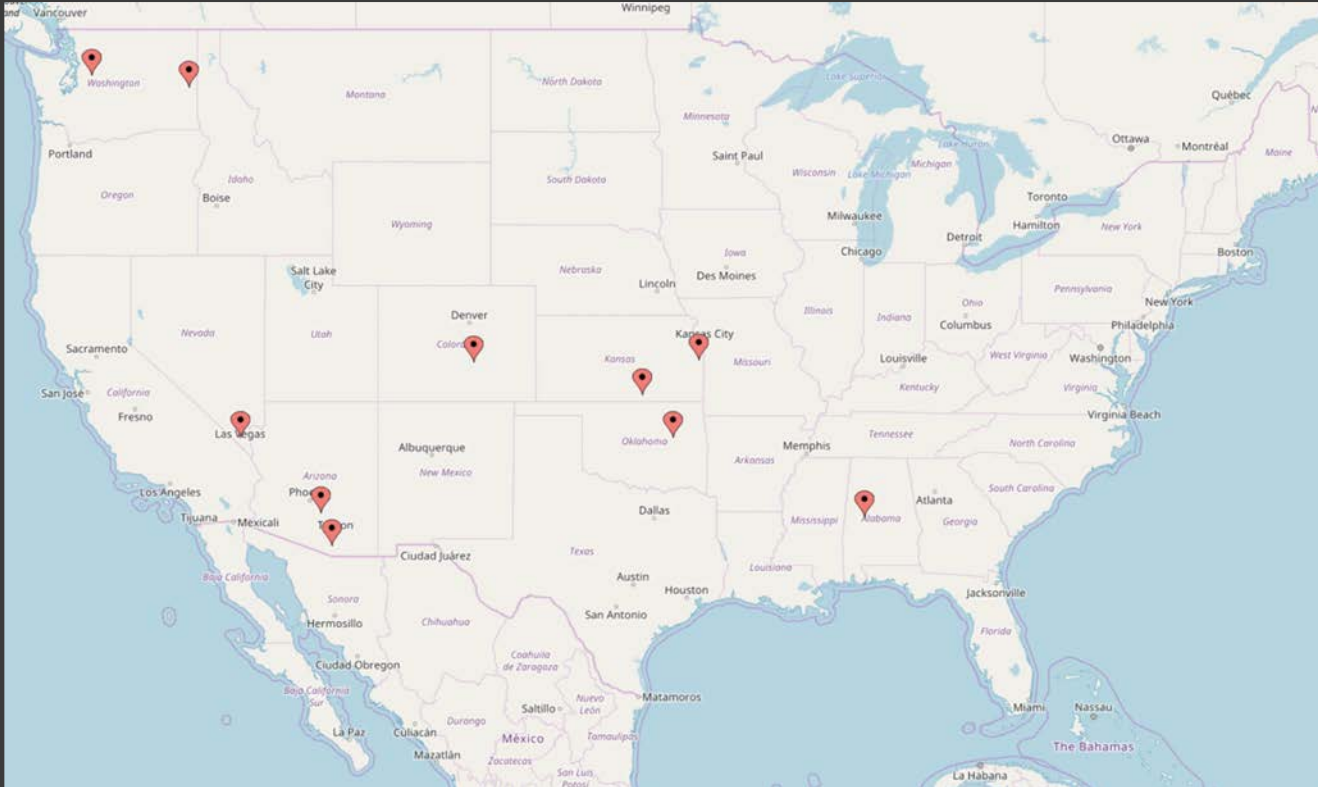 and
Vancouver
Winnipeg
Washington
Montana
North Dakota
Minnesota
Lake Superior
Québec
Ottawa
Montréal
Maine
Portland
Oregon
Idaho
Boise
South Dakota
Saint Paul
Wisconsin
Lake Michigan
Michigan
Lake Huron
Toronto
Hamilton
New York
Boston
Wyoming
Milwaukee
Chicago
Detroit
Salt Lake
City
Nebraska
Lincoln
Iowa
Des Moines
Pennsylvania
New York
Philadelphia
Nevada
Utah
Denver
Illinois
Indiana
Ohio
Columbus
Sacramento
Kansas
Kansas City
Missouri
Louisville
West Virginia
Washington
San José
California
Fresno
Kentucky
Virginia
Virginia Beach
Las Vegas
Albuquerque
New Mexico
Oklahoma
Arkansas
Memphis
Tennessee
North Carolina
Los Angeles
Arizona
Dallas
Mississippi
Alabama
Atlanta
Georgia
South Carolina
Tijuana
Mexicali
Ciudad Juárez
Texas
Louisiana
Baja California
Sonora
Hermosillo
Chihuahua
Austin
Houston
San Antonio
Jacksonville
Florida
Ciudad Obregon
Coahuila
de Zaragoza
Baja California
Sur
La Paz
Culiacán
Mazatlán
Durango
Saltillo
Nuevo
León
Matamoros
Tamaulipas
México
Zacatecas
San Luis
Potosí
Miami
Nassau
The Bahamas
La Habana